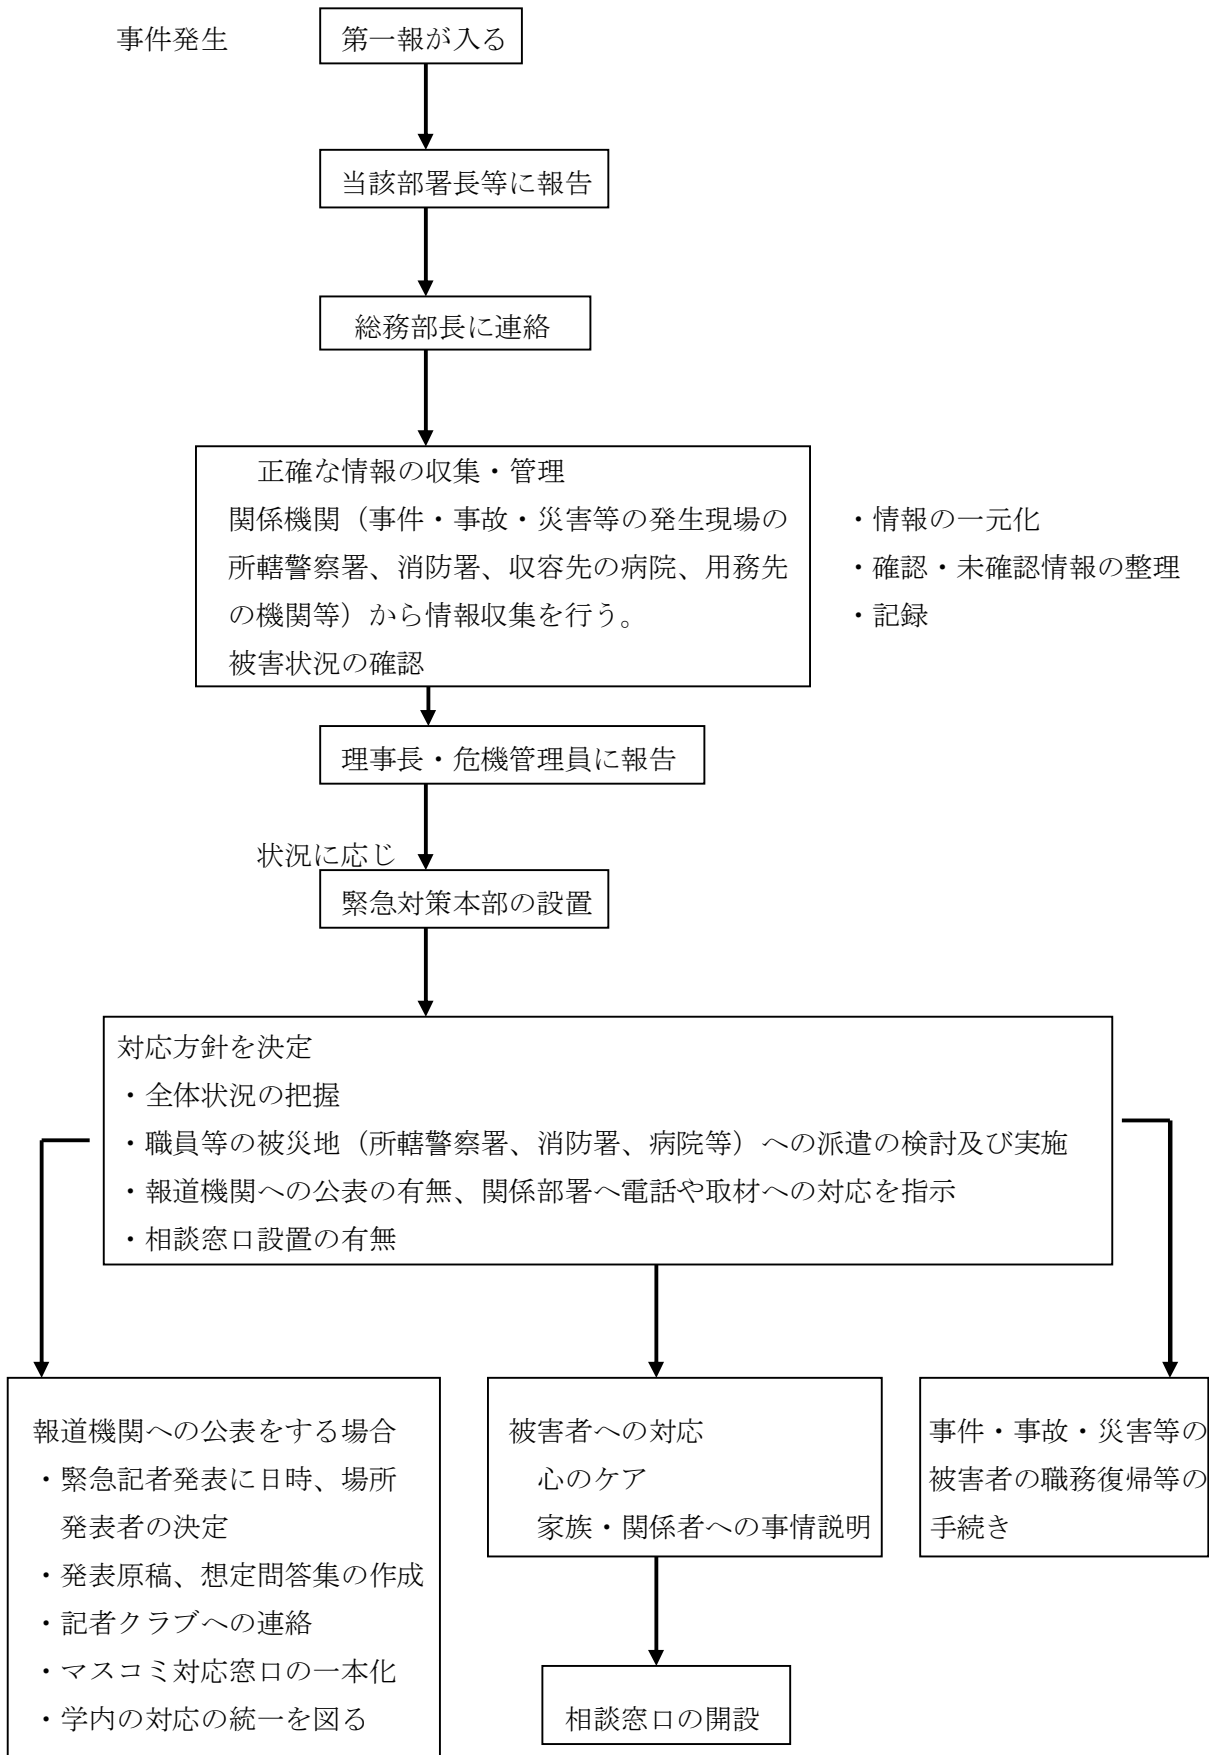 事件発生
第一報が入る
当該部署長等に報告
総務部長に連絡
正確な情報の収集・管理
関係機関（事件・事故・災害等の発生現場の
所轄警察署、消防署、収容先の病院、用務先
の機関等）から情報収集を行う。
被害状況の確認
・情報の一元化
・確認・未確認情報の整理
・記録
理事長・危機管理員に報告
状況に応じ
緊急対策本部の設置
対応方針を決定
・全体状況の把握
・職員等の被災地（所轄警察署、消防署、病院等）への派遣の検討及び実施
・報道機関への公表の有無、関係部署へ電話や取材への対応を指示
・相談窓口設置の有無
報道機関への公表をする場合
・緊急記者発表に日時、場所
発表者の決定
・発表原稿、想定問答集の作成
・記者クラブへの連絡
・マスコミ対応窓口の一本化
・学内の対応の統一を図る
被害者への対応
心のケア
家族・関係者への事情説明
相談窓口の開設
事件・事故・災害等の
被害者の職務復帰等の
手続き